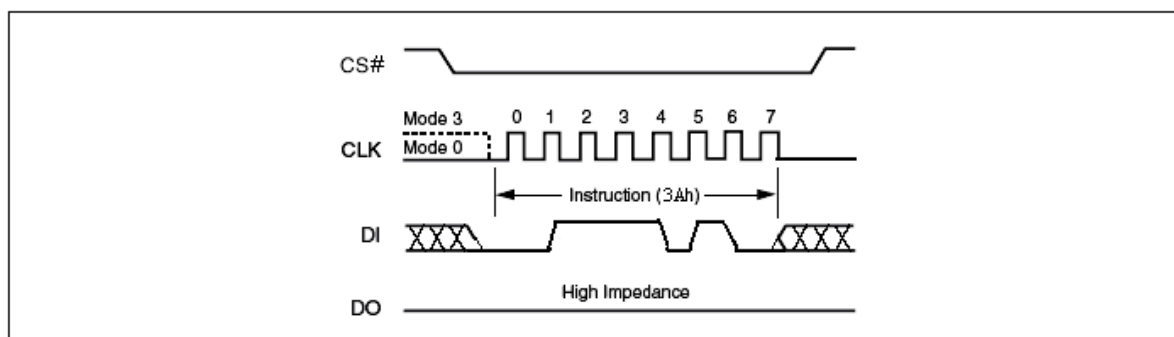 CS#
Mode 3 0 1 2 3 4 5 6 7
CLK Mode 0
Instruction (3Ah)
DI
High Impedance
DO